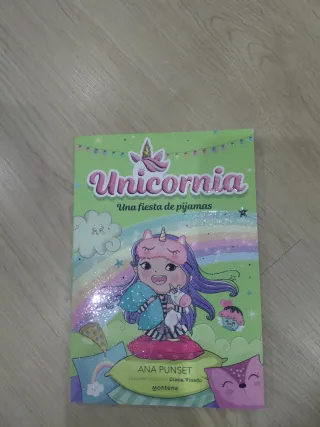 Unicornia
Una fiesta de pijamas
ANA PUNSET
montena